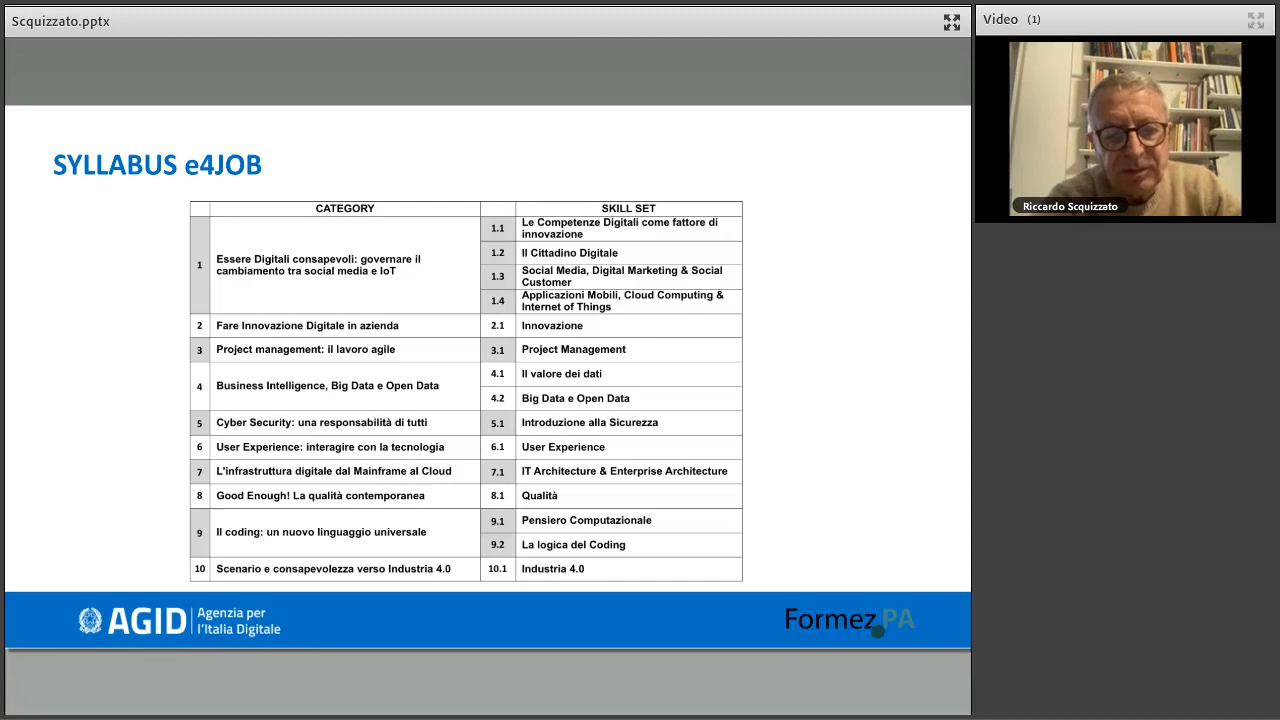 Scquizzato.pptx
Video (1)
Riccardo Scquizzato
SYLLABUS e4JOB
CATEGORY
SKILL SET
1
Essere Digitali consapevoli: governare il
cambiamento tra social media e IoT
1.1
Le Competenze Digitali come fattore di
innovazione
1.2
Il Cittadino Digitale
1.3
Social Media, Digital Marketing & Social
Customer
1.4
Applicazioni Mobili, Cloud Computing &
Internet of Things
2
Fare Innovazione Digitale in azienda
2.1
Innovazione
3
Project management: il lavoro agile
3.1
Project Management
4
Business Intelligence, Big Data e Open Data
4.1
Il valore dei dati
4.2
Big Data e Open Data
5
Cyber Security: una responsabilità di tutti
5.1
Introduzione alla Sicurezza
6
User Experience: interagire con la tecnologia
6.1
User Experience
7
L'infrastruttura digitale dal Mainframe al Cloud
7.1
IT Architecture & Enterprise Architecture
8
Good Enough! La qualità contemporanea
8.1
Qualità
9
Il coding: un nuovo linguaggio universale
9.1
Pensiero Computazionale
9.2
La logica del Coding
10
Scenario e consapevolezza verso Industria 4.0
10.1
Industria 4.0
AGID
Agenzia per
l'Italia Digitale
Formez PA